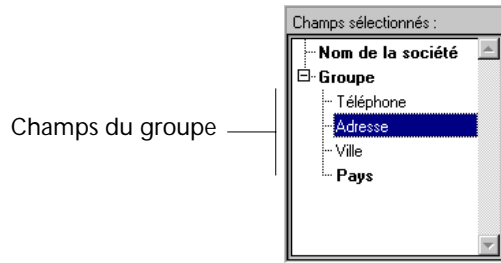 Champs sélectionnés :
Nom de la société
Groupe
Téléphone
Adresse
Champs du groupe
Ville
Pays